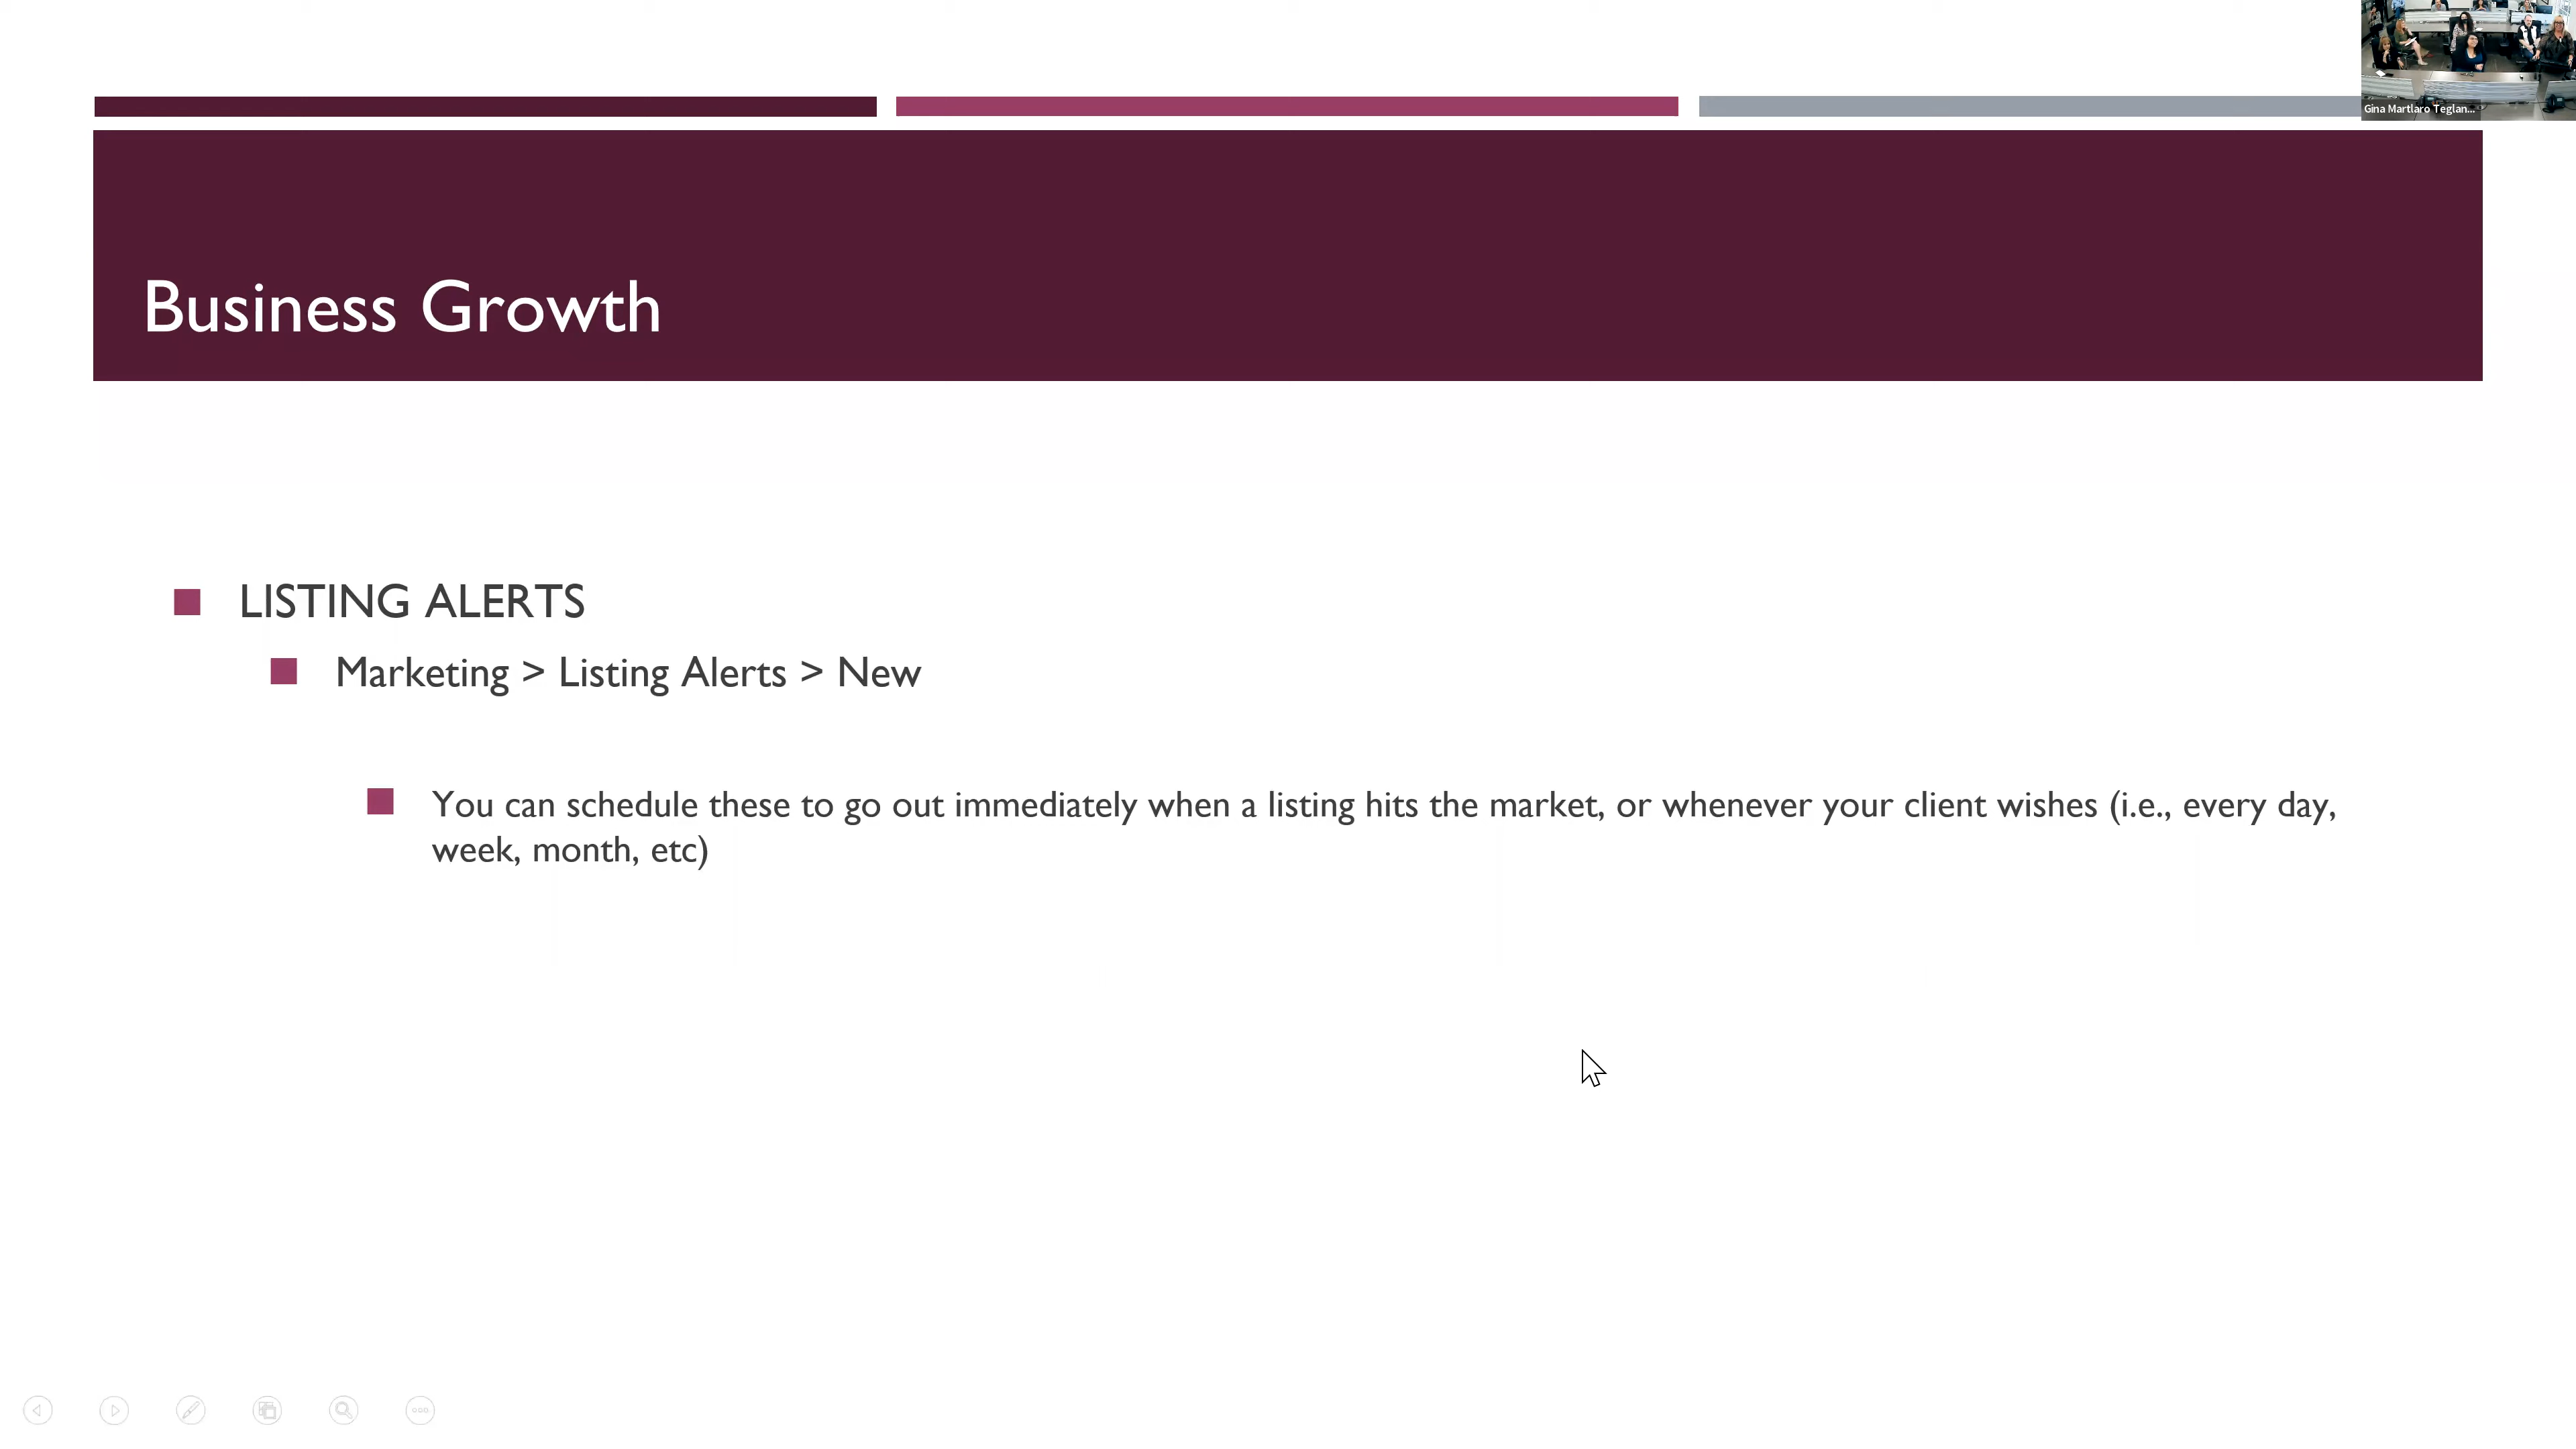 Gina Martlaro Teglan...
Business Growth
LISTING ALERTS
Marketing > Listing Alerts > New
You can schedule these to go out immediately when a listing hits the market, or whenever your client wishes (i.e., every day,
week, month, etc)